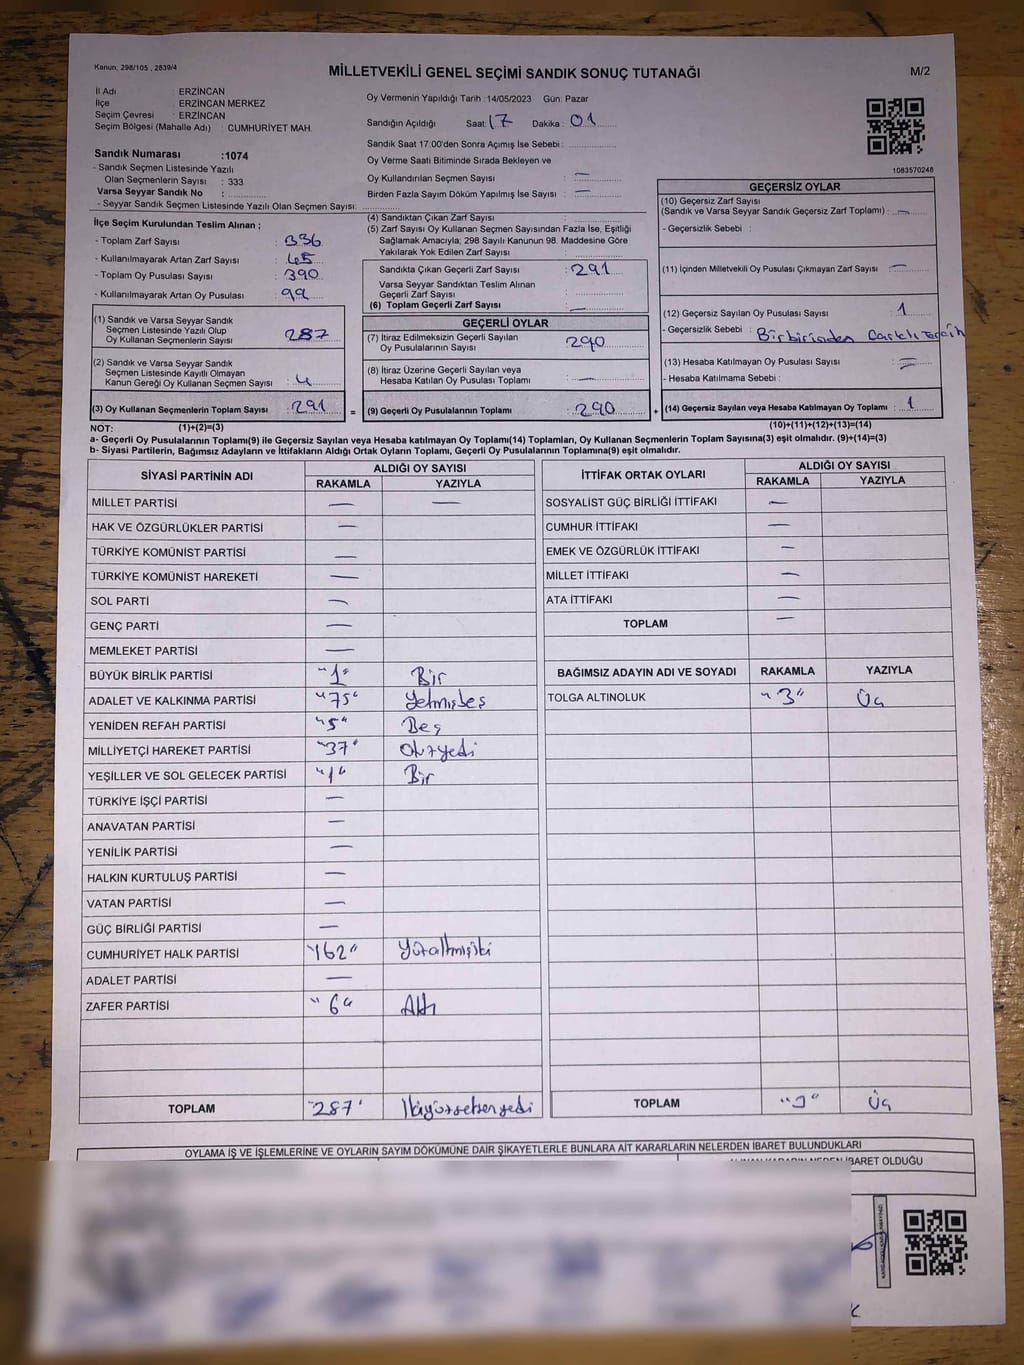 Kanun; 298/105 , 2839/4
MİLLETVEKİLİ GENEL SEÇİMİ SANDIK SONUÇ TUTANAĞI
M/2
İl Adı : ERZİNCAN
İlçe : ERZİNCAN MERKEZ
Seçim Çevresi : ERZİNCAN
Seçim Bölgesi (Mahalle Adı) CUMHURİYET MAH.
Sandık Numarası :1074
- Sandık Seçmen Listesinde Yazılı
Olan Seçmenlerin Sayısı : 333
Varsa Seyyar Sandık No :
- Seyyar Sandık Seçmen Listesinde Yazılı Olan Seçmen Sayısı:
Oy Vermenin Yapıldığı Tarih :14/05/2023 Gün: Pazar
Sandığın Açıldığı Saat: 17 Dakika : 01
Sandık Saat 17:00'den Sonra Açımış İse Sebebi :
Oy Verme Saati Bitiminde Sırada Bekleyen ve
Oy Kullandırılan Seçmen Sayısı : —
Birden Fazla Sayım Döküm Yapılmış İse Sayısı : —
1083570248
İlçe Seçim Kurulundan Teslim Alınan ;
- Toplam Zarf Sayısı : 336
- Kullanılmayarak Artan Zarf Sayısı : 45
- Toplam Oy Pusulası Sayısı : 390
- Kullanılmayarak Artan Oy Pusulası : 99
(1) Sandık ve Varsa Seyyar Sandık
Seçmen Listesinde Yazılı Olup
Oy Kullanan Seçmenlerin Sayısı : 287
(2) Sandık ve Varsa Seyyar Sandık
Seçmen Listesinde Kayıtlı Olmayan
Kanun Gereği Oy Kullanan Seçmen Sayısı : 4
(3) Oy Kullanan Seçmenlerin Toplam Sayısı : 291 =
(4) Sandıktan Çıkan Zarf Sayısı :
(5) Zarf Sayısı Oy Kullanan Seçmen Sayısından Fazla İse, Eşitliği
Sağlamak Amacıyla; 298 Sayılı Kanunun 98. Maddesine Göre
Yakılarak Yok Edilen Zarf Sayısı :
Sandıkta Çıkan Geçerli Zarf Sayısı : 291
Varsa Seyyar Sandıktan Teslim Alınan
Geçerli Zarf Sayısı :
(6) Toplam Geçerli Zarf Sayısı : —
GEÇERLİ OYLAR
(7) İtiraz Edilmeksizin Geçerli Sayılan
Oy Pusulalarının Sayısı : 290
(8) İtiraz Üzerine Geçerli Sayılan veya
Hesaba Katılan Oy Pusulası Toplamı : —
(9) Geçerli Oy Pusulalarının Toplamı : 290 +
GEÇERSİZ OYLAR
(10) Geçersiz Zarf Sayısı
(Sandık ve Varsa Seyyar Sandık Geçersiz Zarf Toplamı) : —
- Geçersizlik Sebebi :
(11) İçinden Milletvekili Oy Pusulası Çıkmayan Zarf Sayısı : —
(12) Geçersiz Sayılan Oy Pusulası Sayısı : 1
- Geçersizlik Sebebi : Birbirinden
(13) Hesaba Katılmayan Oy Pusulası Sayısı : —
- Hesaba Katılmama Sebebi :
(14) Geçersiz Sayılan veya Hesaba Katılmayan Oy Toplamı : 1
NOT: (1)+(2)=(3) (10)+(11)+(12)+(13)=(14)
a- Geçerli Oy Pusulalarının Toplamı(9) ile Geçersiz Sayılan veya Hesaba katılmayan Oy Toplamı(14) Toplamları, Oy Kullanan Seçmenlerin Toplam Sayısına(3) eşit olmalıdır. (9)+(14)=(3)
b- Siyasi Partilerin, Bağımsız Adayların ve İttifakların Aldığı Ortak Oyların Toplamı, Geçerli Oy Pusulalarının Toplamına(9) eşit olmalıdır.
SİYASİ PARTİNİN ADI ALDIĞI OY SAYISI
RAKAMLA YAZIYLA
MİLLET PARTİSİ — —
HAK VE ÖZGÜRLÜKLER PARTİSİ —
TÜRKİYE KOMÜNİST PARTİSİ —
TÜRKİYE KOMÜNİST HAREKETİ —
SOL PARTİ —
GENÇ PARTİ —
MEMLEKET PARTİSİ —
BÜYÜK BİRLİK PARTİSİ "1" Bir
ADALET VE KALKINMA PARTİSİ "75" Yetmişbeş
YENİDEN REFAH PARTİSİ "5" Beş
MİLLİYETÇİ HAREKET PARTİSİ "37" Otuzyedi
YEŞİLLER VE SOL GELECEK PARTİSİ "1" Bir
TÜRKİYE İŞÇİ PARTİSİ —
ANAVATAN PARTİSİ —
YENİLİK PARTİSİ —
HALKIN KURTULUŞ PARTİSİ —
VATAN PARTİSİ —
GÜÇ BİRLİĞİ PARTİSİ —
CUMHURİYET HALK PARTİSİ "162" Yüzaltmışiki
ADALET PARTİSİ —
ZAFER PARTİSİ "6" Altı
TOPLAM "287" İkiyüzseksenyedi
İTTİFAK ORTAK OYLARI ALDIĞI OY SAYISI
RAKAMLA YAZIYLA
SOSYALİST GÜÇ BİRLİĞİ İTTİFAKI —
CUMHUR İTTİFAKI —
EMEK VE ÖZGÜRLÜK İTTİFAKI —
MİLLET İTTİFAKI —
ATA İTTİFAKI —
TOPLAM —
BAĞIMSIZ ADAYIN ADI VE SOYADI RAKAMLA YAZIYLA
TOLGA ALTINOLUK "3" Üç
TOPLAM "3" Üç
OYLAMA İŞ VE İŞLEMLERİNE VE OYLARIN SAYIM DÖKÜMÜNE DAİR ŞİKAYETLERLE BUNLARA AİT KARARLARIN NELERDEN İBARET BULUNDUKLARI
İBARET OLDUĞU